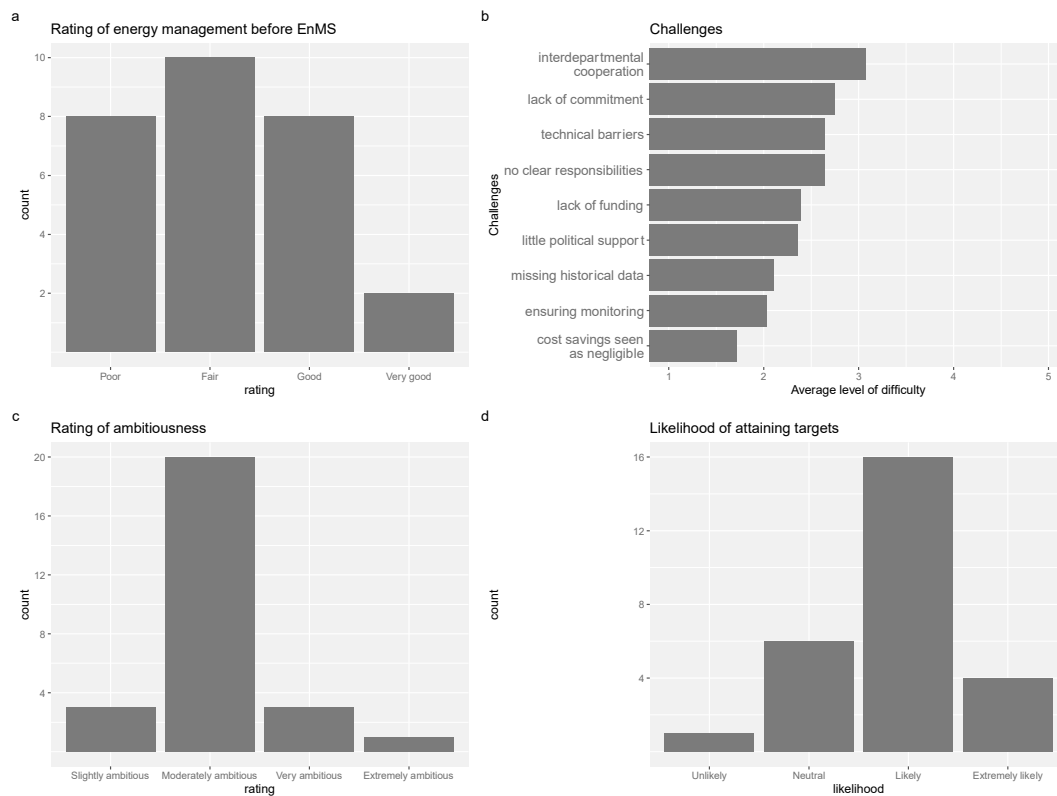 a
Rating of energy management before EnMS
count
10
8
6
4
2
Poor Fair Good Very good
rating
b
Challenges
Challenges
interdepartmental
cooperation
lack of commitment
technical barriers
no clear responsibilities
lack of funding
little political support
missing historical data
ensuring monitoring
cost savings seen
as negligible
1 2 3 4 5
Average level of difficulty
c
Rating of ambitiousness
count
20
16
12
8
4
Slightly ambitious Moderately ambitious Very ambitious Extremely ambitious
rating
d
Likelihood of attaining targets
count
16
12
8
4
Unlikely Neutral Likely Extremely likely
likelihood